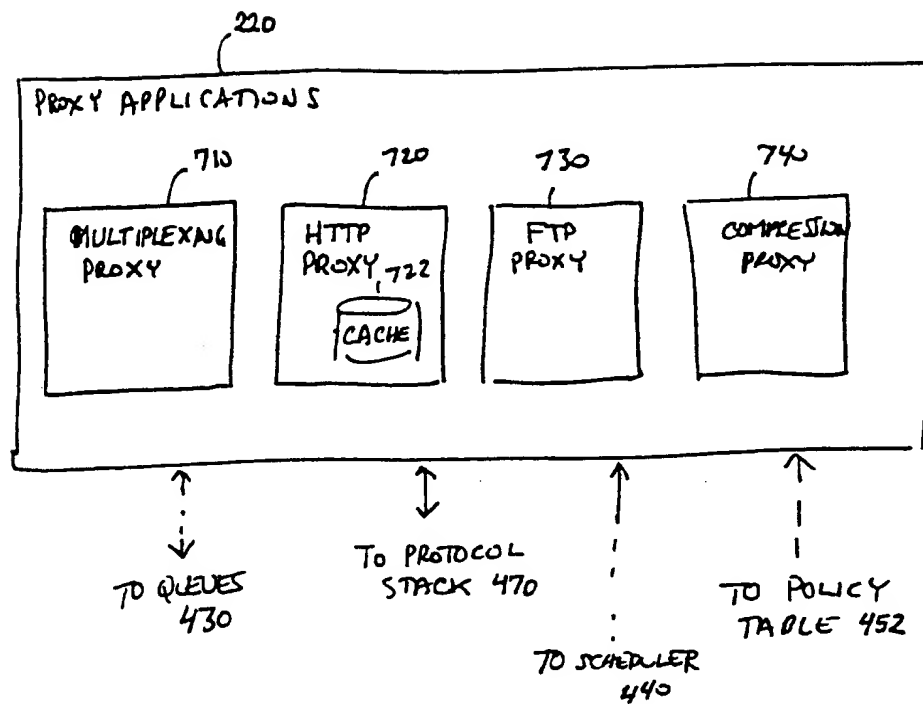 220
PROXY APPLICATIONS
710
720
730
740
MULTIPLEXING
PROXY
HTTP
PROXY
722
CACHE
FTP
PROXY
COMPRESSION
PROXY
TO QUEUES
430
TO PROTOCOL
STACK 470
TO SCHEDULER
440
TO POLICY
TABLE 452